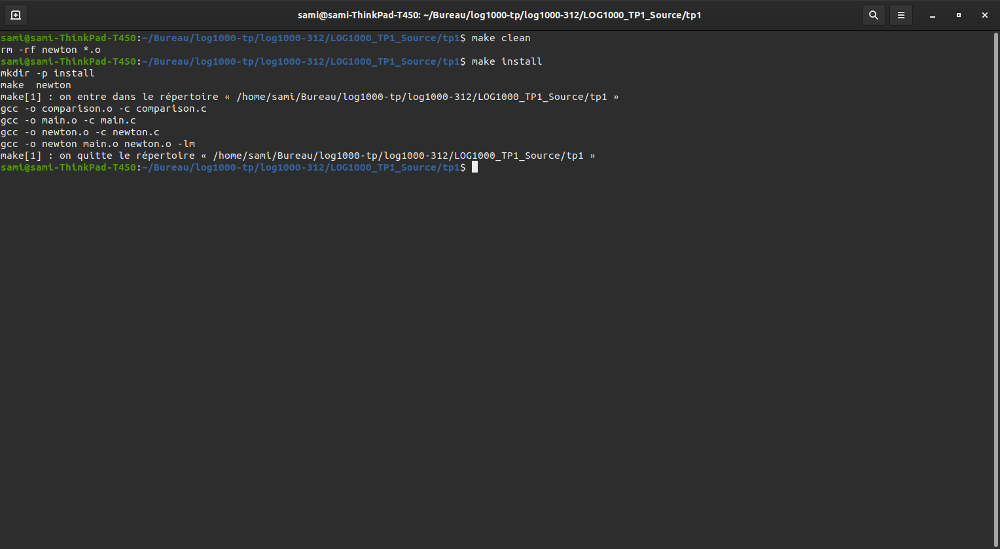 sami@sami-ThinkPad-T450: ~/Bureau/log1000-tp/log1000-312/LOG1000_TP1_Source/tp1
sami@sami-ThinkPad-T450:~/Bureau/log1000-tp/log1000-312/LOG1000_TP1_Source/tp1$ make clean
rm -rf newton *.o
sami@sami-ThinkPad-T450:~/Bureau/log1000-tp/log1000-312/LOG1000_TP1_Source/tp1$ make install
mkdir -p install
make  newton
make[1] : on entre dans le répertoire « /home/sami/Bureau/log1000-tp/log1000-312/LOG1000_TP1_Source/tp1 »
gcc -o comparison.o -c comparison.c
gcc -o main.o -c main.c
gcc -o newton.o -c newton.c
gcc -o newton main.o newton.o -lm
make[1] : on quitte le répertoire « /home/sami/Bureau/log1000-tp/log1000-312/LOG1000_TP1_Source/tp1 »
sami@sami-ThinkPad-T450:~/Bureau/log1000-tp/log1000-312/LOG1000_TP1_Source/tp1$